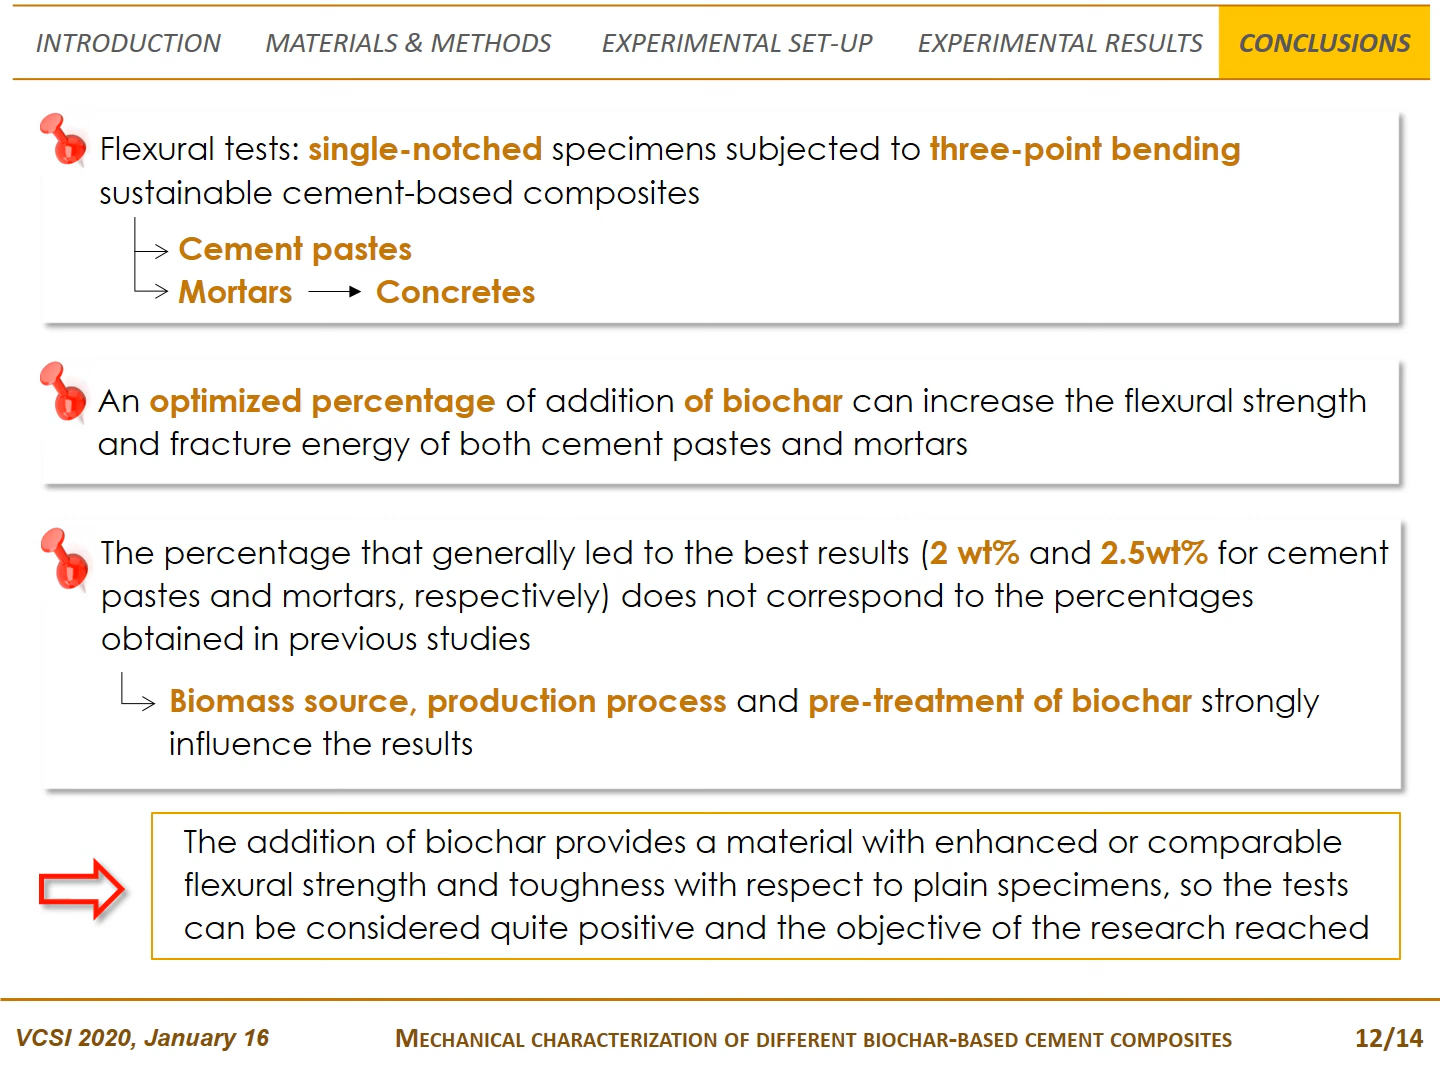 INTRODUCTION MATERIALS & METHODS EXPERIMENTAL SET-UP EXPERIMENTAL RESULTS CONCLUSIONS
Flexural tests: single-notched specimens subjected to three-point bending
sustainable cement-based composites
Cement pastes
Mortars Concretes
An optimized percentage of addition of biochar can increase the flexural strength
and fracture energy of both cement pastes and mortars
The percentage that generally led to the best results (2 wt% and 2.5wt% for cement
pastes and mortars, respectively) does not correspond to the percentages
obtained in previous studies
Biomass source, production process and pre-treatment of biochar strongly
influence the results
The addition of biochar provides a material with enhanced or comparable
flexural strength and toughness with respect to plain specimens, so the tests
can be considered quite positive and the objective of the research reached
VCSI 2020, January 16 MECHANICAL CHARACTERIZATION OF DIFFERENT BIOCHAR-BASED CEMENT COMPOSITES 12/14